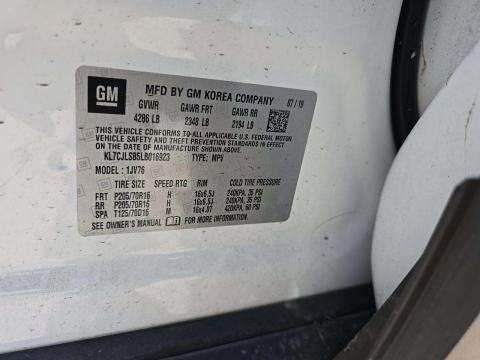 GM
MFD BY GM KOREA COMPANY 07 / 19
GVWR GAWR FRT GAWR RR
4286 LB 2348 LB 2194 LB
THIS VEHICLE CONFORMS TO ALL APPLICABLE U.S. FEDERAL MOTOR
VEHICLE SAFETY, BUMPER, AND THEFT PREVENTION STANDARDS IN
EFFECT ON THE DATE OF MANUFACTURE SHOWN ABOVE.
KL7CJLSB5LB016923 TYPE: MPV
MODEL : 1JV76
TIRE SIZE SPEED RTG RIM COLD TIRE PRESSURE
FRT P205/70R16 H 16x6.5J 240KPA, 35 PSI
RR P205/70R16 H 16x6.5J 240KPA, 35 PSI
SPA T125/70D16 M 16x4.0T 420KPA, 60 PSI
SEE OWNER'S MANUAL FOR MORE INFORMATION.